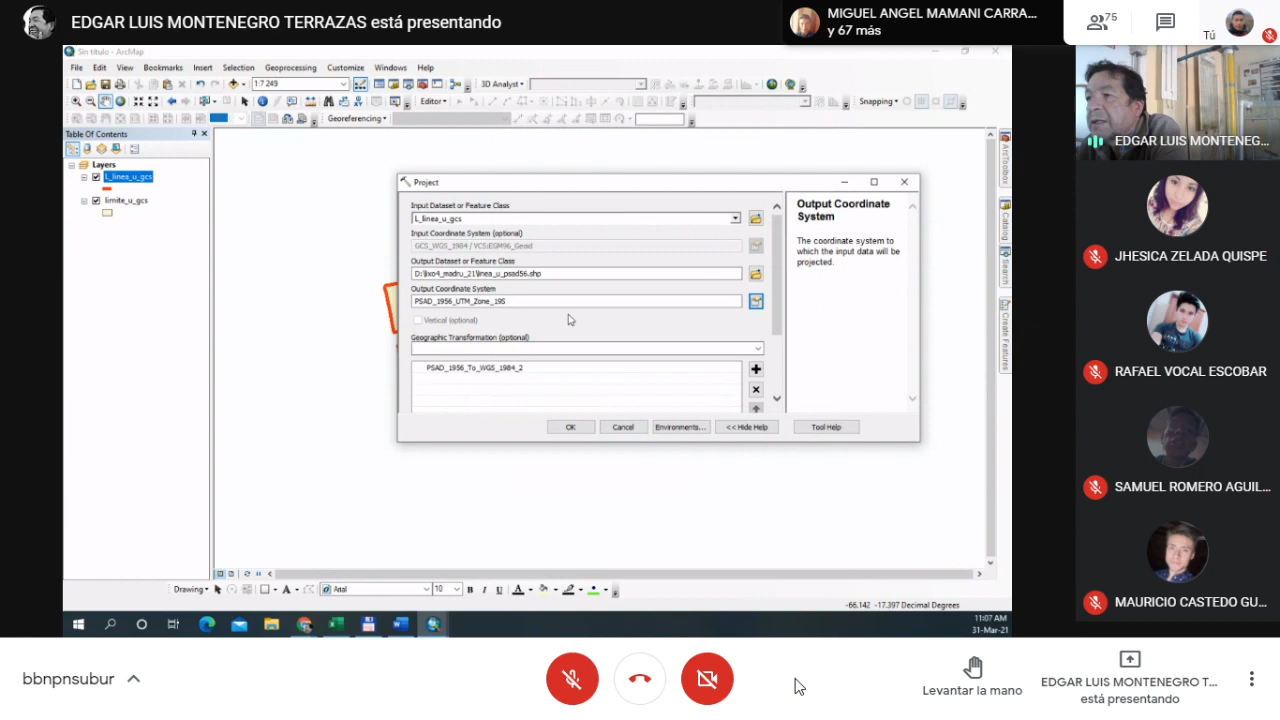 EDGAR LUIS MONTENEGRO TERRAZAS está presentando
MIGUEL ANGEL MAMANI CARRA...
y 67 más
75
Tú
Sin título - ArcMap
File Edit View Bookmarks Insert Selection Geoprocessing Customize Windows Help
1:7 249
3D Analyst
Editor
Snapping
Georeferencing
Table Of Contents
Layers
L_linea_u_gcs
limite_u_gcs
Project
Input Dataset or Feature Class
L_linea_u_gcs
Input Coordinate System (optional)
GCS_WGS_1984 / VCS:EGM96_Geoid
Output Dataset or Feature Class
D:\lixo4_madru_21\linea_u_psad56.shp
Output Coordinate System
PSAD_1956_UTM_Zone_19S
Vertical (optional)
Geographic Transformation (optional)
PSAD_1956_To_WGS_1984_2
OK Cancel Environments... << Hide Help Tool Help
Output Coordinate
System
The coordinate system to
which the input data will be
projected.
ArcToolbox
Catalog
Search
Create Features
Drawing
Arial 10 B I U A
-66.142 -17.397 Decimal Degrees
11:07 AM
31-Mar-21
EDGAR LUIS MONTENEG...
JHESICA ZELADA QUISPE
RAFAEL VOCAL ESCOBAR
SAMUEL ROMERO AGUIL...
MAURICIO CASTEDO GU...
bbnpnsubur
Levantar la mano
EDGAR LUIS MONTENEGRO T...
está presentando